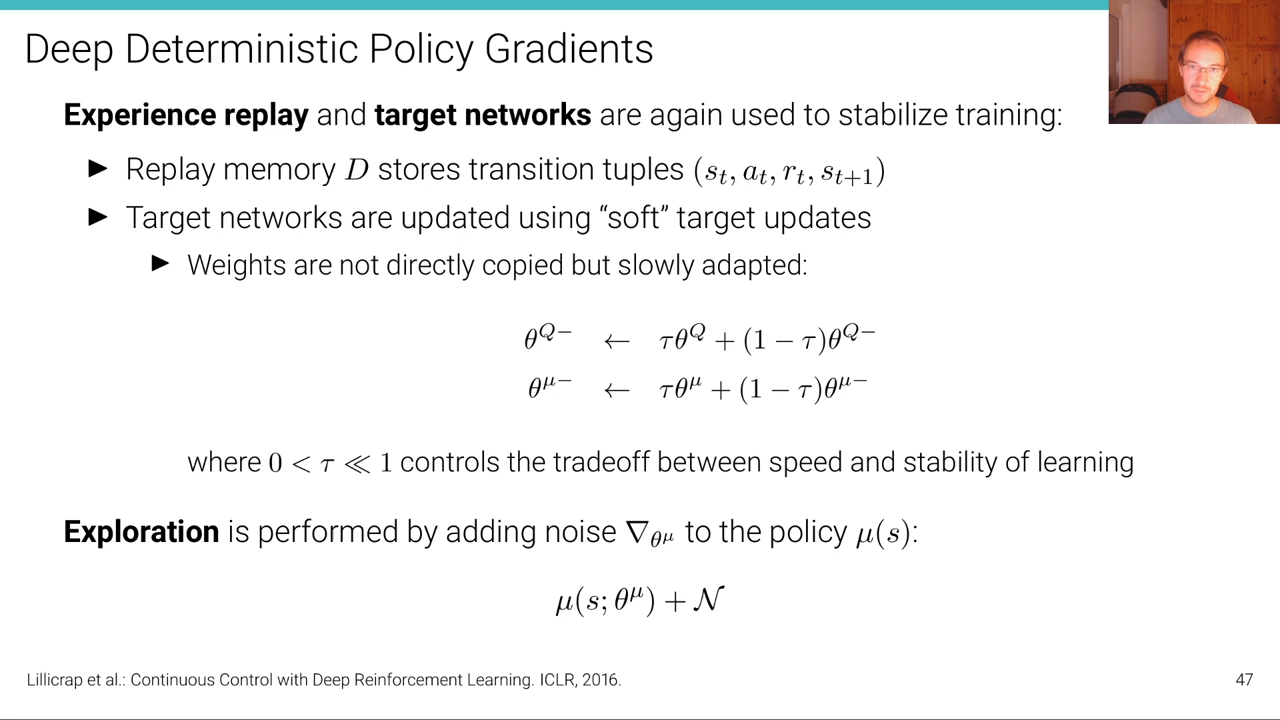 Deep Deterministic Policy Gradients
Experience replay and target networks are again used to stabilize training:
▶ Replay memory D stores transition tuples (s_t, a_t, r_t, s_{t+1})
▶ Target networks are updated using “soft” target updates
▶ Weights are not directly copied but slowly adapted:
θ^{Q−} ← τθ^Q + (1 − τ)θ^{Q−}
θ^{μ−} ← τθ^μ + (1 − τ)θ^{μ−}
where 0 < τ ≪ 1 controls the tradeoff between speed and stability of learning
Exploration is performed by adding noise ∇_{θ^μ} to the policy μ(s):
μ(s; θ^μ) + 𝒩
Lillicrap et al.: Continuous Control with Deep Reinforcement Learning. ICLR, 2016.
47